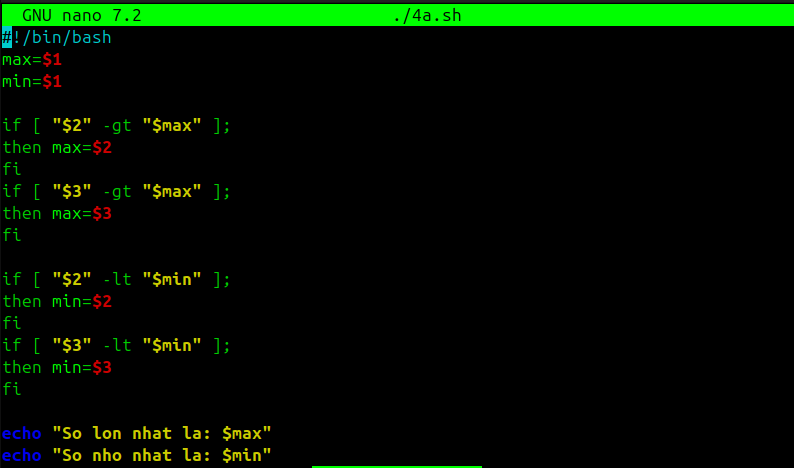 GNU nano 7.2 ./4a.sh
#!/bin/bash
max=$1
min=$1
if [ "$2" -gt "$max" ];
then max=$2
fi
if [ "$3" -gt "$max" ];
then max=$3
fi
if [ "$2" -lt "$min" ];
then min=$2
fi
if [ "$3" -lt "$min" ];
then min=$3
fi
echo "So lon nhat la: $max"
echo "So nho nhat la: $min"